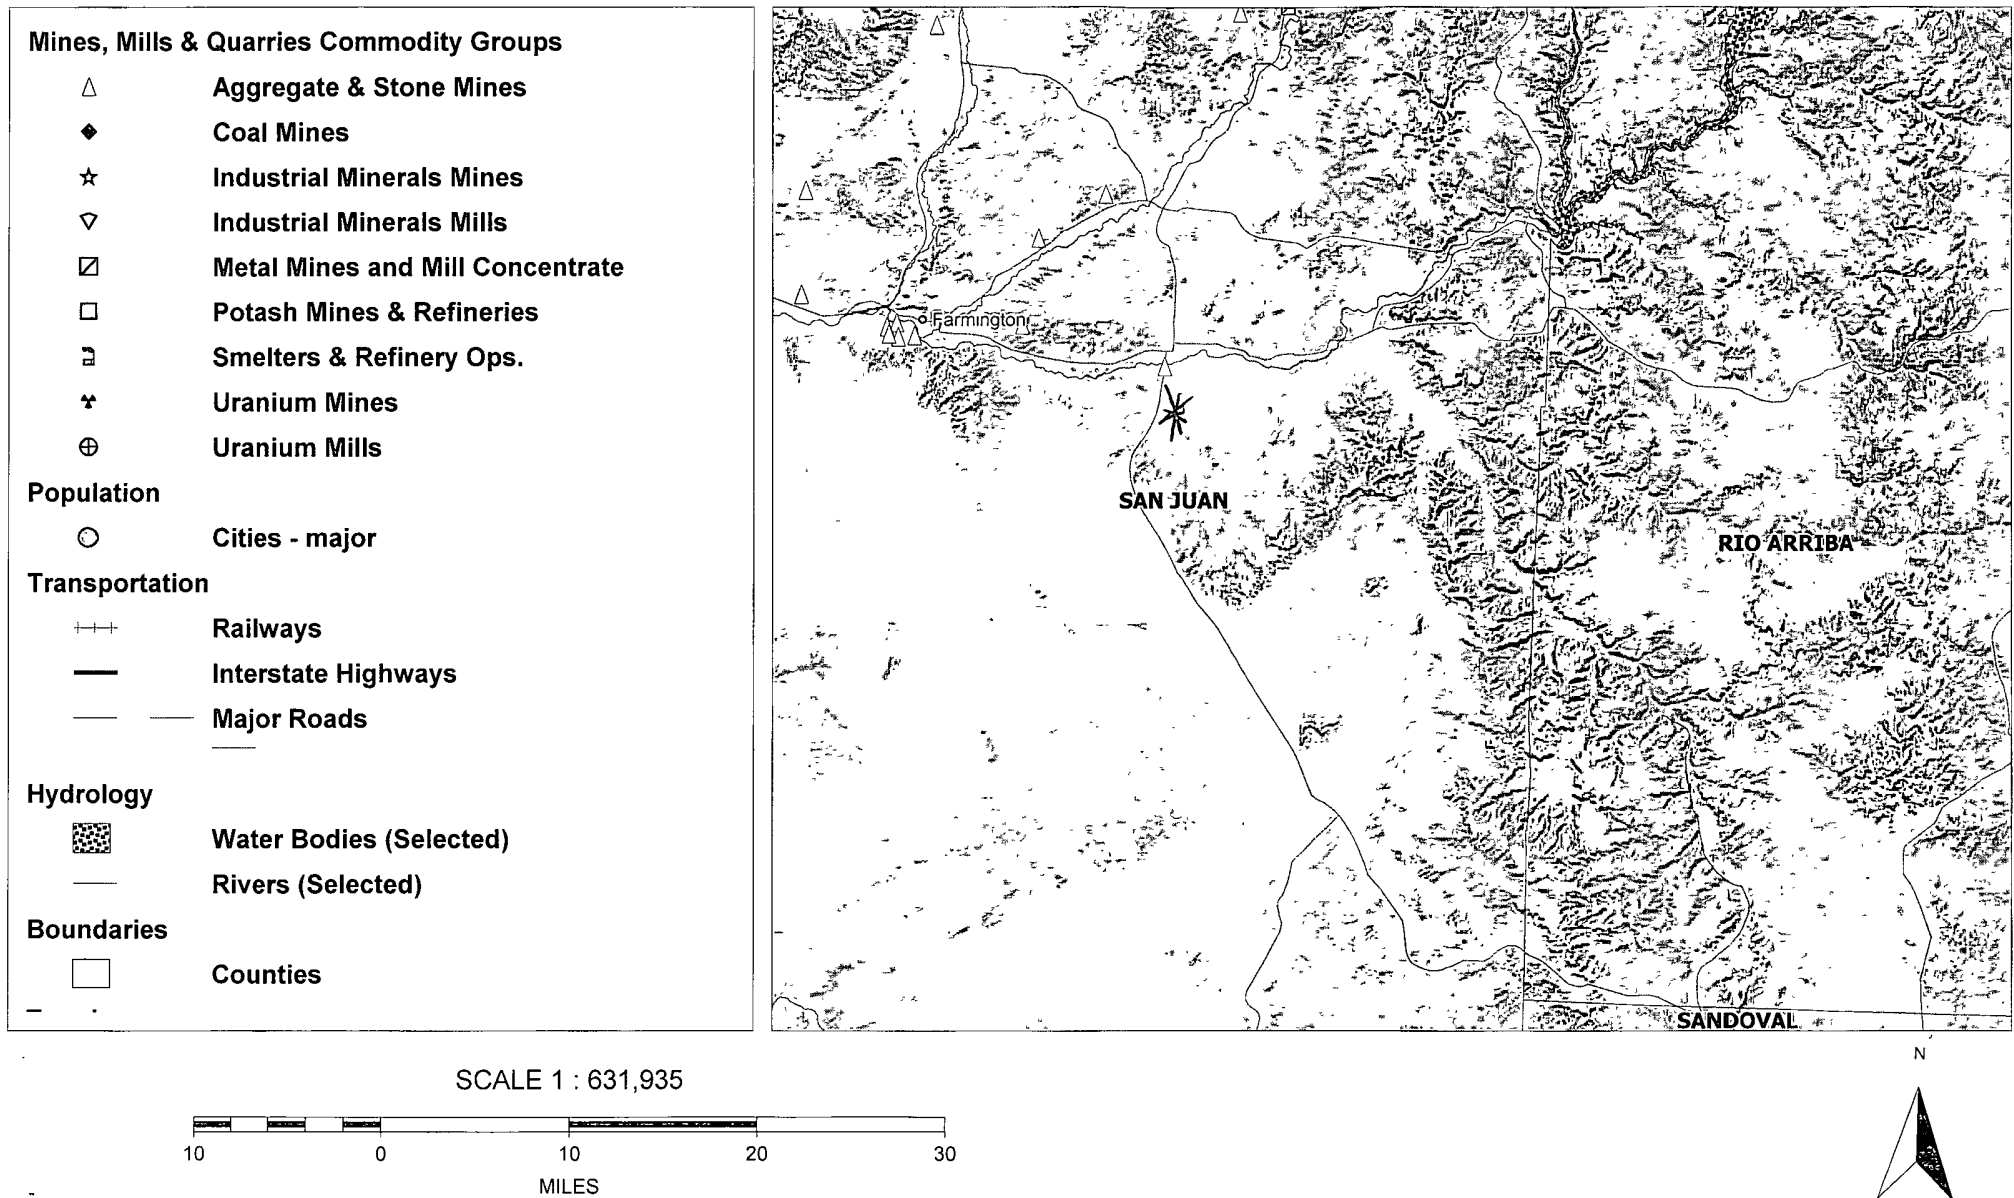 Mines, Mills & Quarries Commodity Groups
Aggregate & Stone Mines
Coal Mines
Industrial Minerals Mines
Industrial Minerals Mills
Metal Mines and Mill Concentrate
Potash Mines & Refineries
Smelters & Refinery Ops.
Uranium Mines
Uranium Mills
Population
Cities - major
Transportation
Railways
Interstate Highways
Major Roads
Hydrology
Water Bodies (Selected)
Rivers (Selected)
Boundaries
Counties
Farmington
SAN JUAN
RIO ARRIBA
SANDOVAL
SCALE 1 : 631,935
10 0 10 20 30
MILES
N